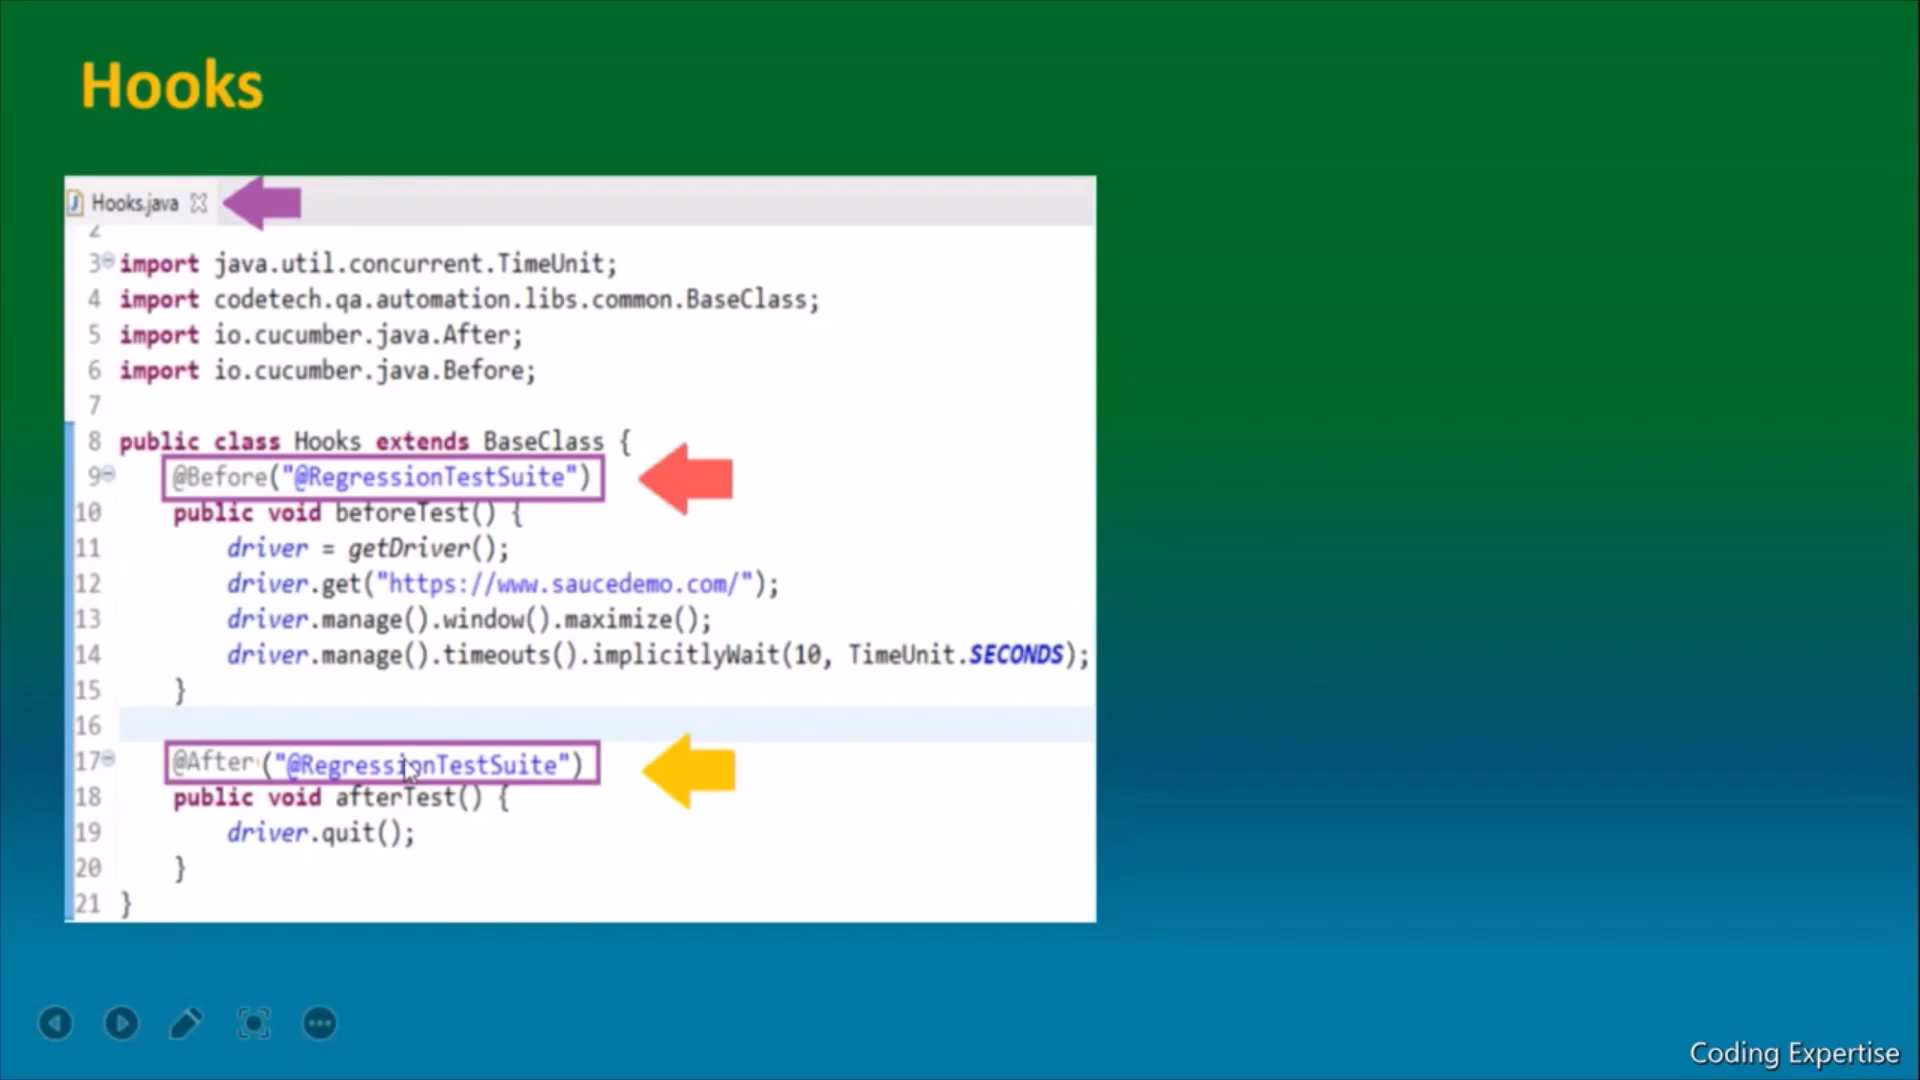 Hooks
Hooks.java
2
3 import java.util.concurrent.TimeUnit;
4 import codetech.qa.automation.libs.common.BaseClass;
5 import io.cucumber.java.After;
6 import io.cucumber.java.Before;
7
8 public class Hooks extends BaseClass {
9 @Before("@RegressionTestSuite")
10 public void beforeTest() {
11 driver = getDriver();
12 driver.get("https://www.saucedemo.com/");
13 driver.manage().window().maximize();
14 driver.manage().timeouts().implicitlyWait(10, TimeUnit.SECONDS);
15 }
16
17 @After ("@RegressionTestSuite")
18 public void afterTest() {
19 driver.quit();
20 }
21 }
Coding Expertise